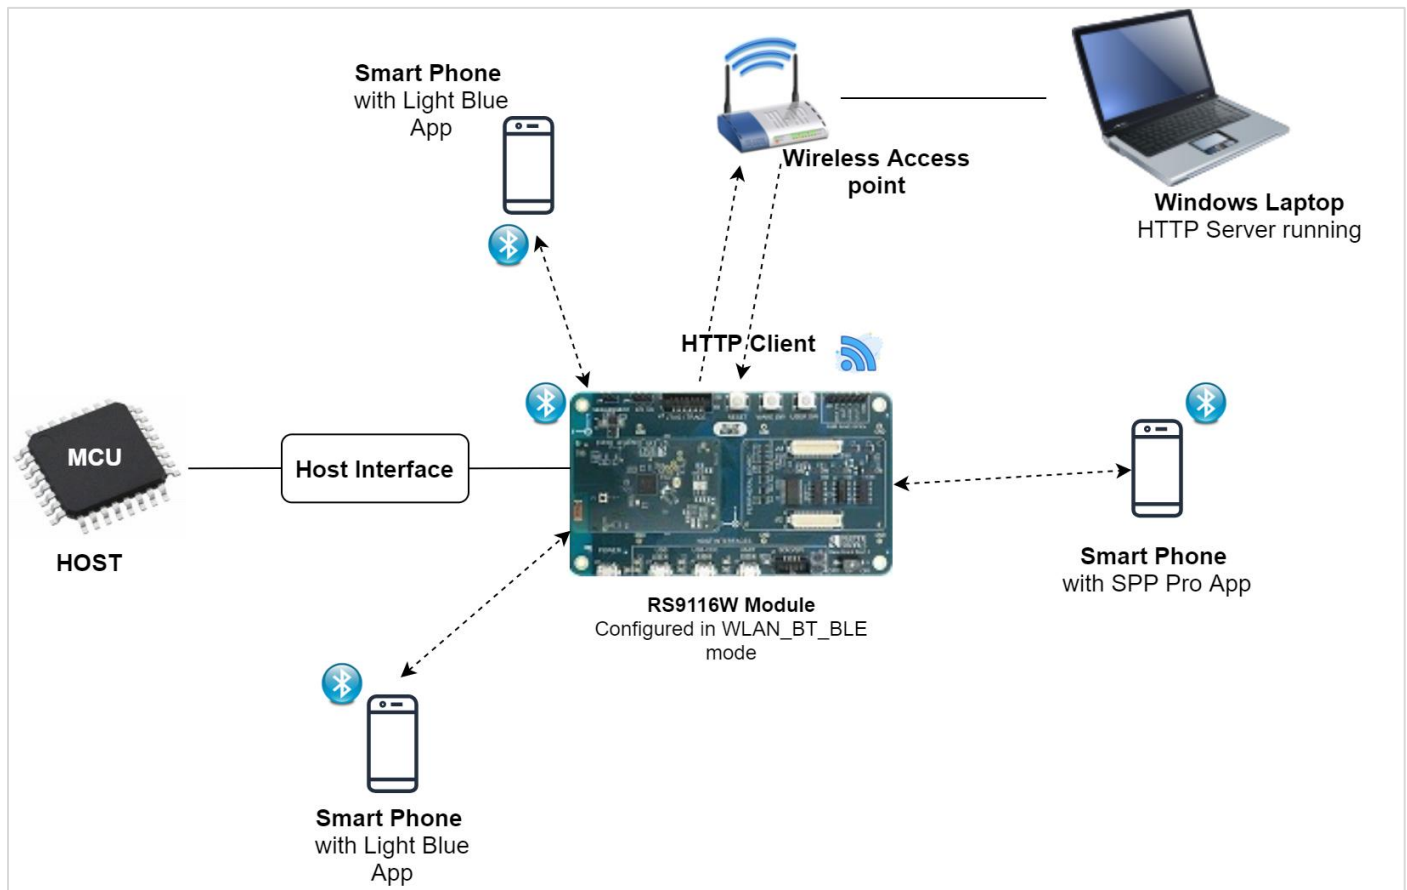 Smart Phone
with Light Blue
App
Wireless Access
point
Windows Laptop
HTTP Server running
HTTP Client
MCU
Host Interface
HOST
Smart Phone
with SPP Pro App
RS9116W Module
Configured in WLAN_BT_BLE
mode
Smart Phone
with Light Blue
App